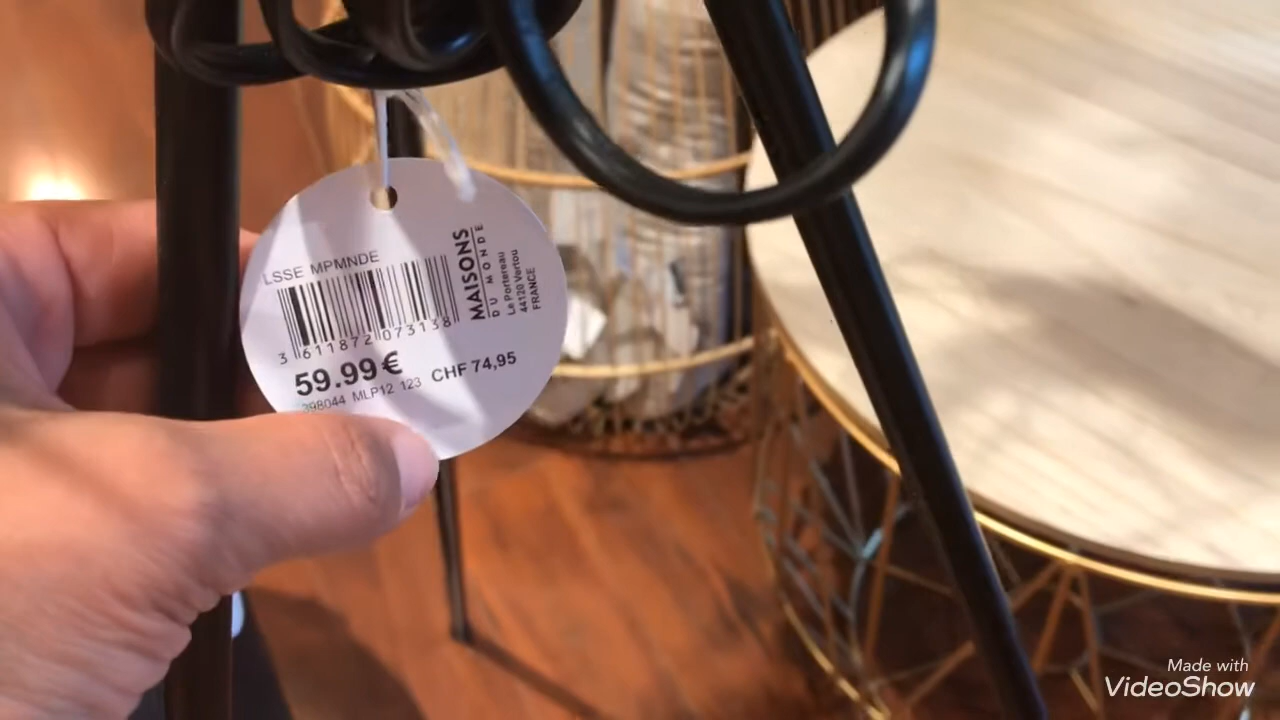 LSSE MPMNDE
3 611872 073138
59.99€ CHF 74,95
398044 MLP12 123
MAISONS
DU MONDE
Le Portereau
44120 Vertou
FRANCE
Made with
VideoShow